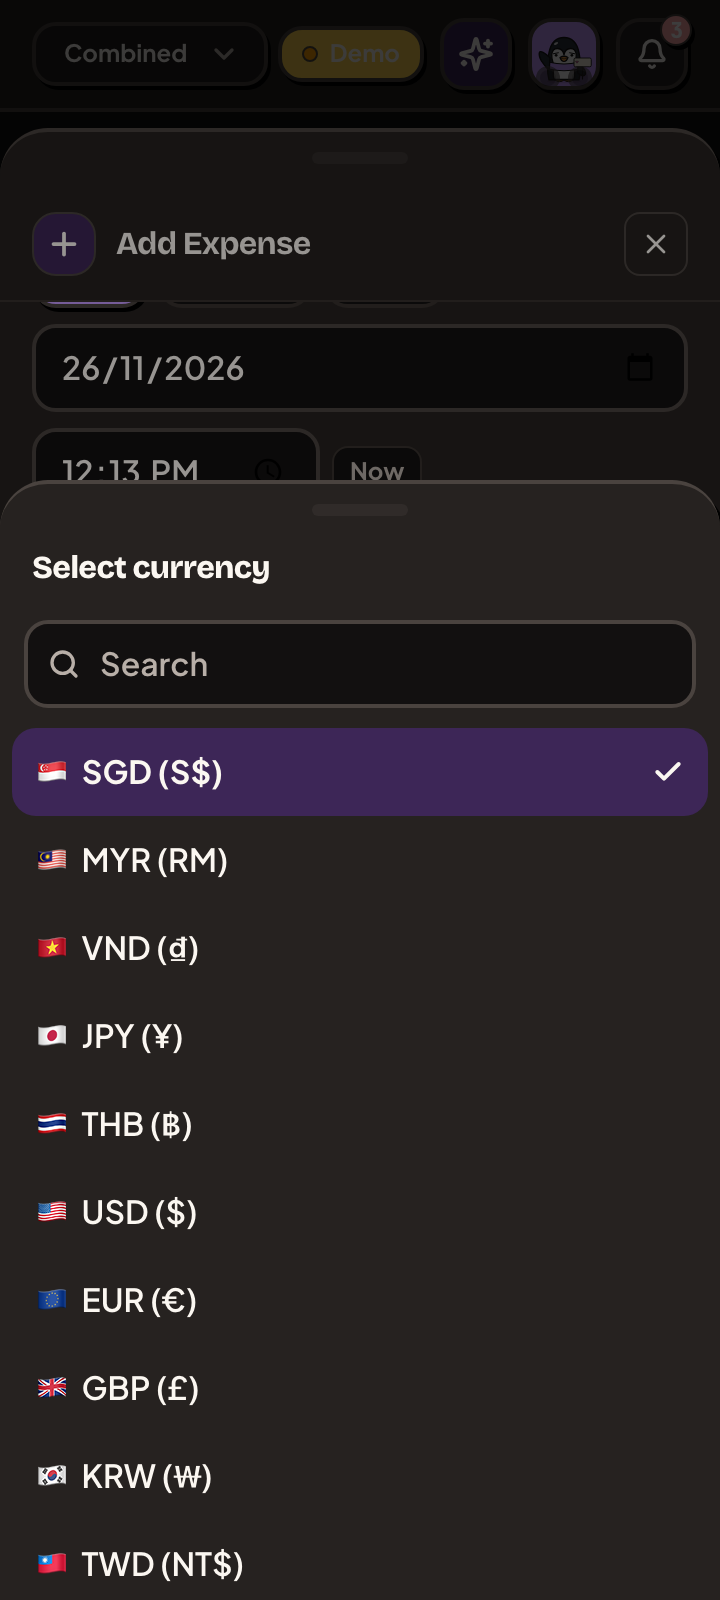 Combined
Demo
3
Add Expense
26/11/2026
12:13 PM
Now
Select currency
Search
SGD (S$)
MYR (RM)
VND (₫)
JPY (¥)
THB (฿)
USD ($)
EUR (€)
GBP (£)
KRW (₩)
TWD (NT$)